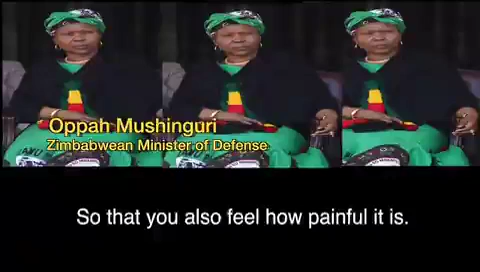 Oppah Mushinguri
Zimbabwean Minister of Defense
So that you also feel how painful it is.